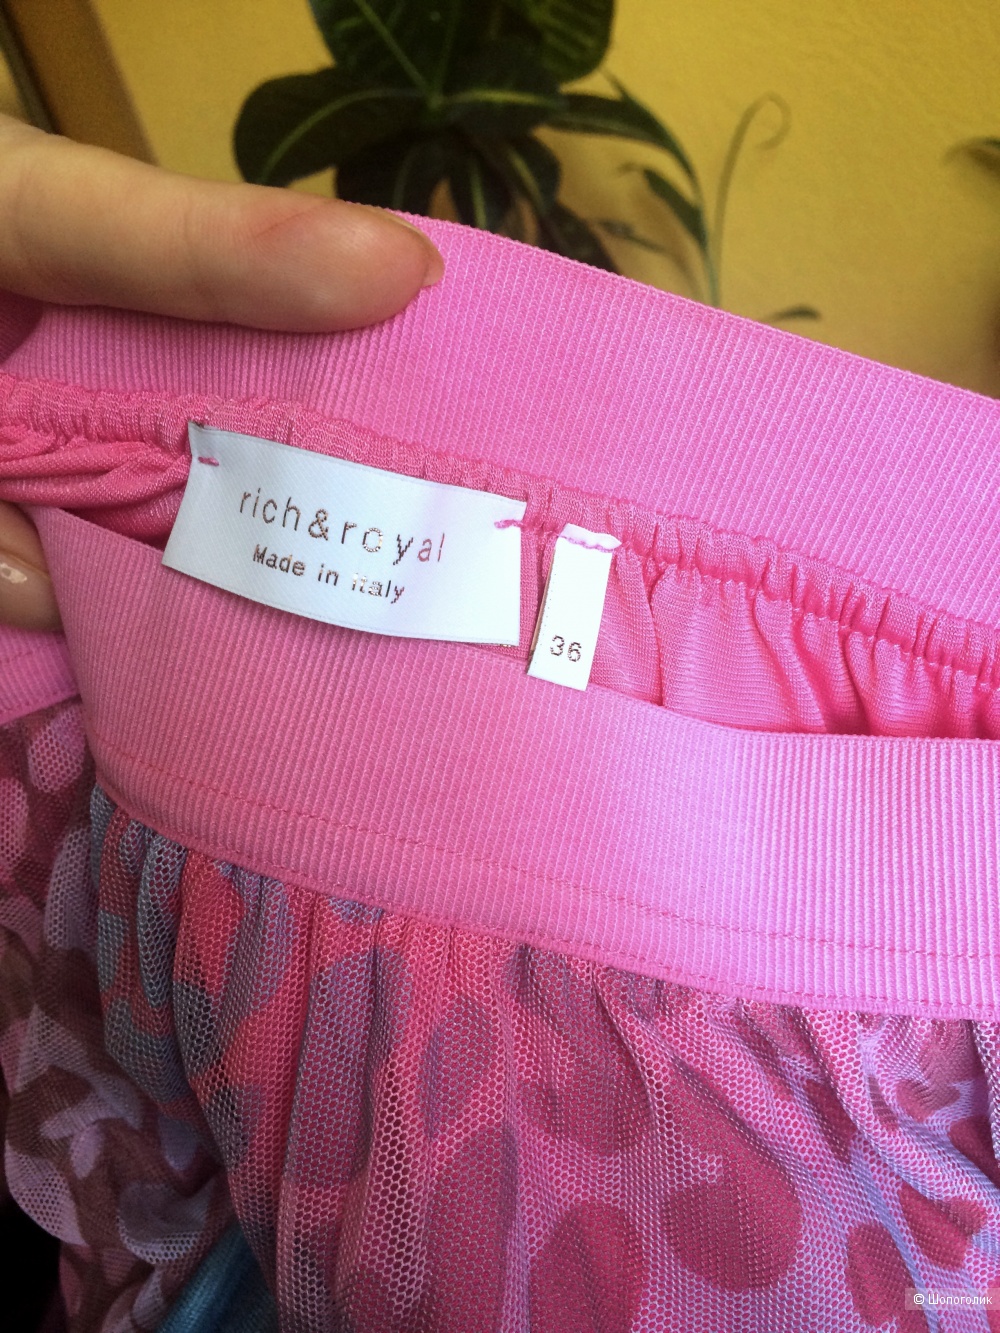 rich&royal
Made in Italy
36
© Шопоголик